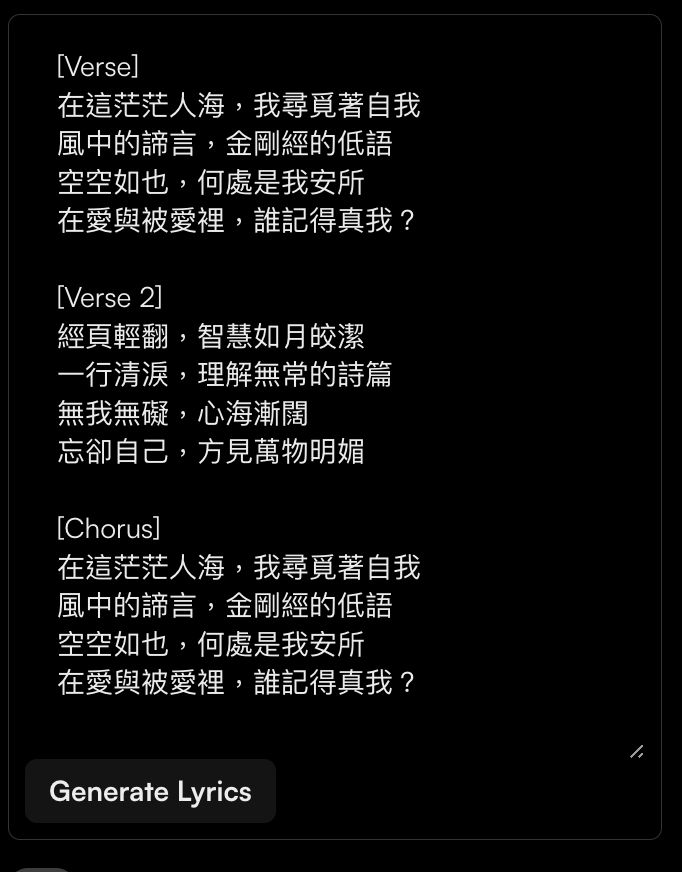 [Verse]
在這茫茫人海，我尋覓著自我
風中的諦言，金剛經的低語
空空如也，何處是我安所
在愛與被愛裡，誰記得真我？
[Verse 2]
經頁輕翻，智慧如月皎潔
一行清淚，理解無常的詩篇
無我無礙，心海漸闊
忘卻自己，方見萬物明媚
[Chorus]
在這茫茫人海，我尋覓著自我
風中的諦言，金剛經的低語
空空如也，何處是我安所
在愛與被愛裡，誰記得真我？
Generate Lyrics